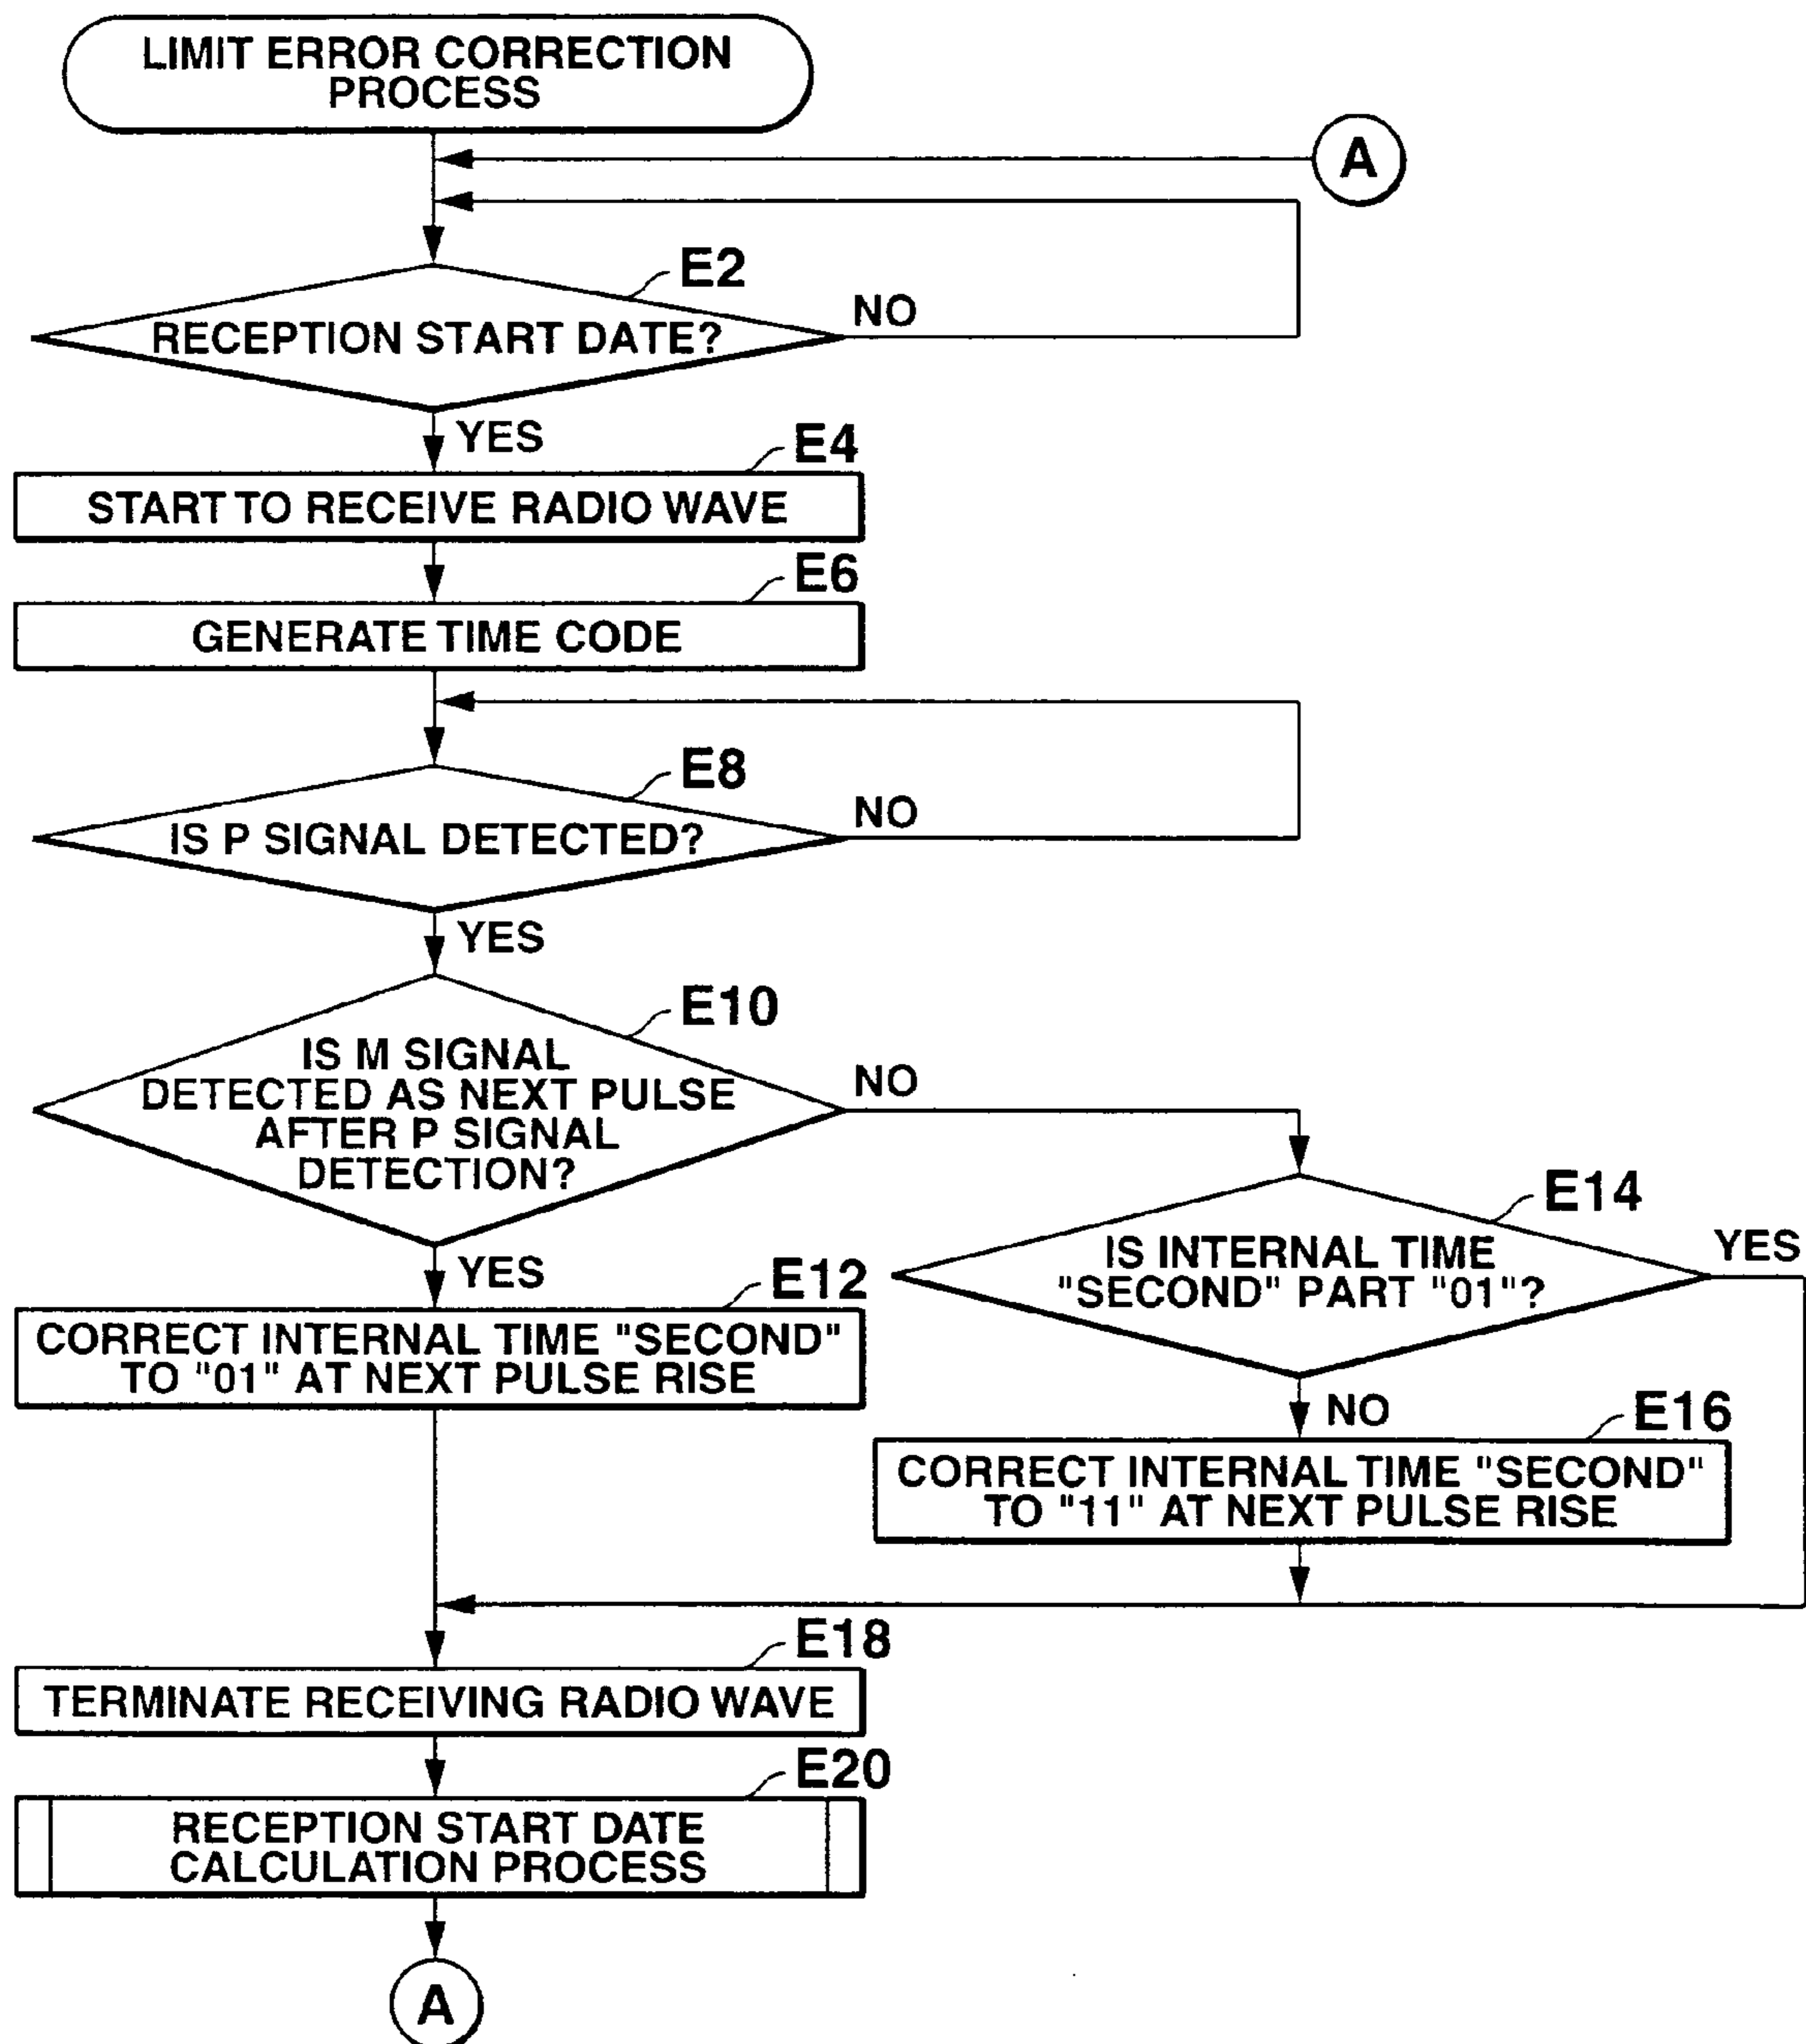 LIMIT ERROR CORRECTION
PROCESS
A
E2
RECEPTION START DATE?
NO
YES
E4
START TO RECEIVE RADIO WAVE
E6
GENERATE TIME CODE
E8
IS P SIGNAL DETECTED?
NO
YES
E10
IS M SIGNAL
DETECTED AS NEXT PULSE
AFTER P SIGNAL
DETECTION?
NO
YES
E12
CORRECT INTERNAL TIME "SECOND"
TO "01" AT NEXT PULSE RISE
E14
IS INTERNAL TIME
"SECOND" PART "01"?
YES
NO
E16
CORRECT INTERNAL TIME "SECOND"
TO "11" AT NEXT PULSE RISE
E18
TERMINATE RECEIVING RADIO WAVE
E20
RECEPTION START DATE
CALCULATION PROCESS
A